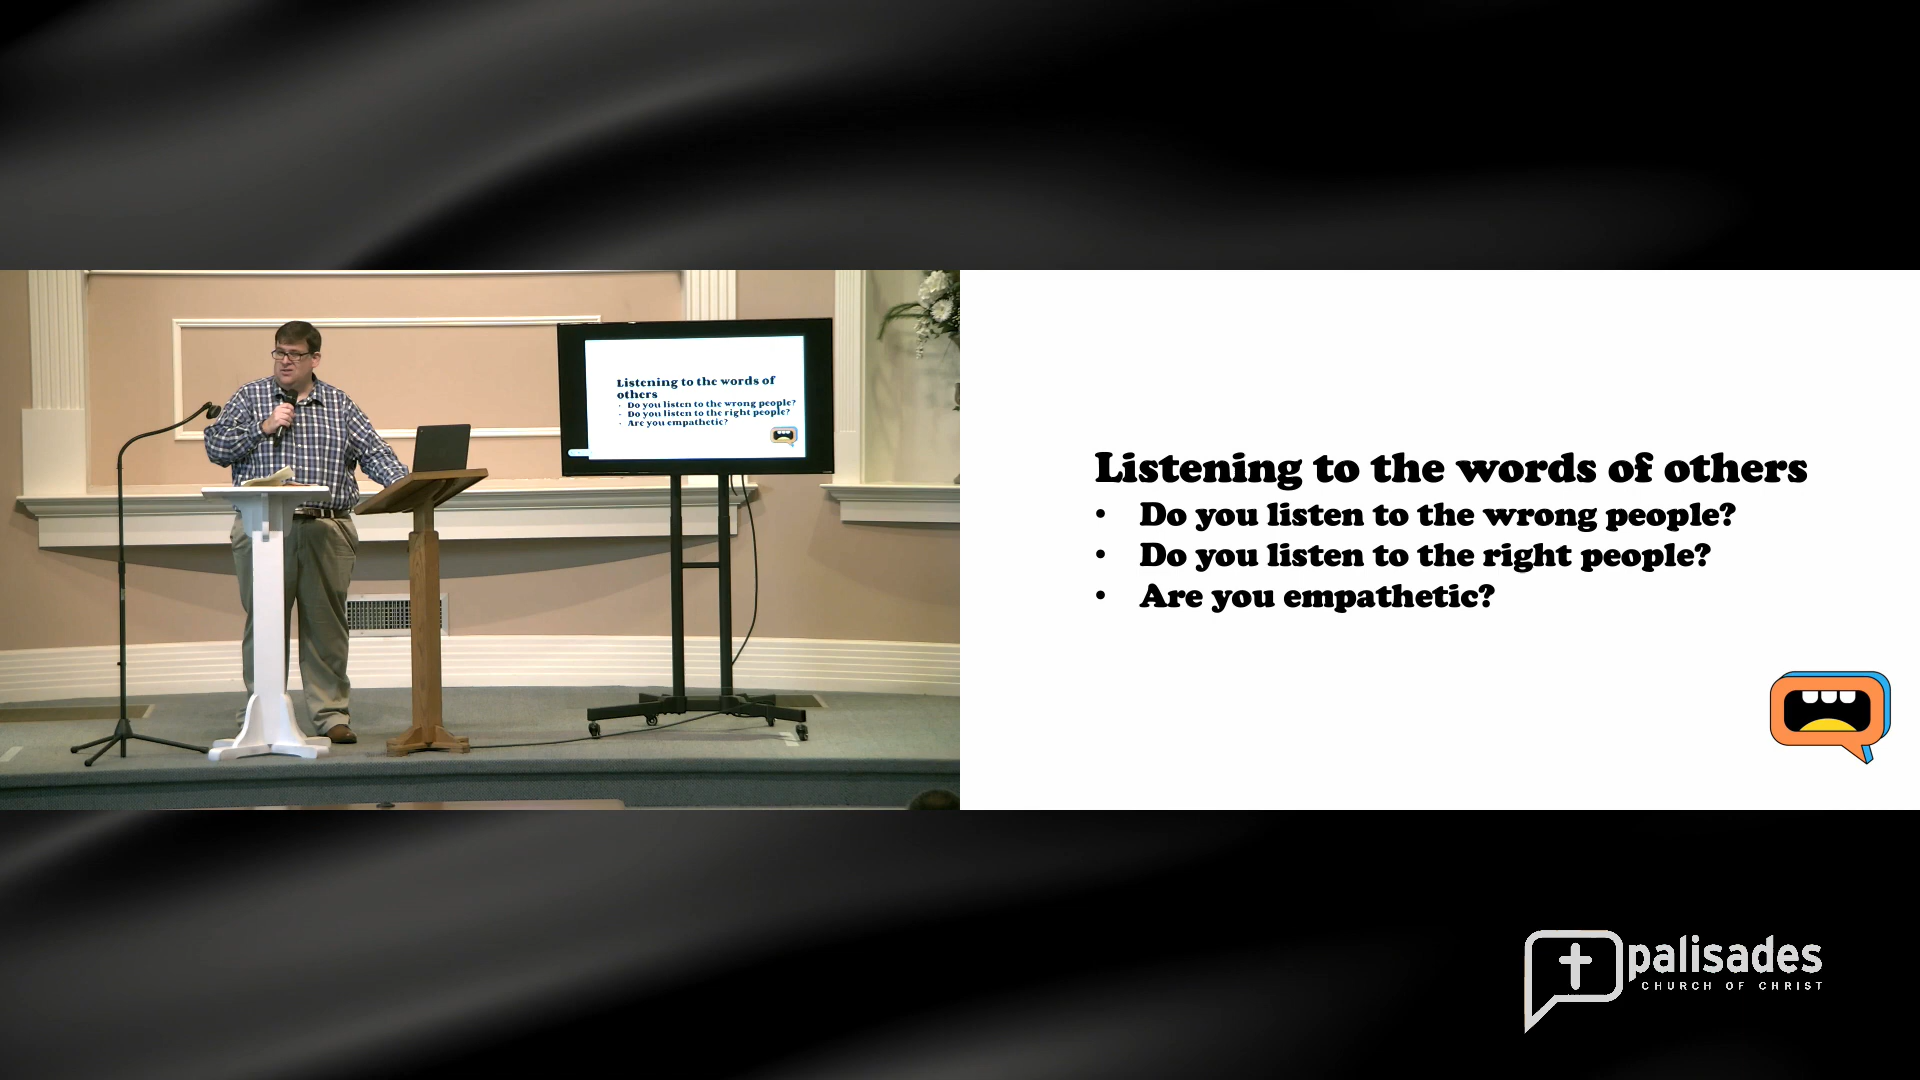 Listening to the words of
others
· Do you listen to the wrong people?
· Do you listen to the right people?
· Are you empathetic?
Listening to the words of others
• Do you listen to the wrong people?
• Do you listen to the right people?
• Are you empathetic?
palisades
CHURCH OF CHRIST